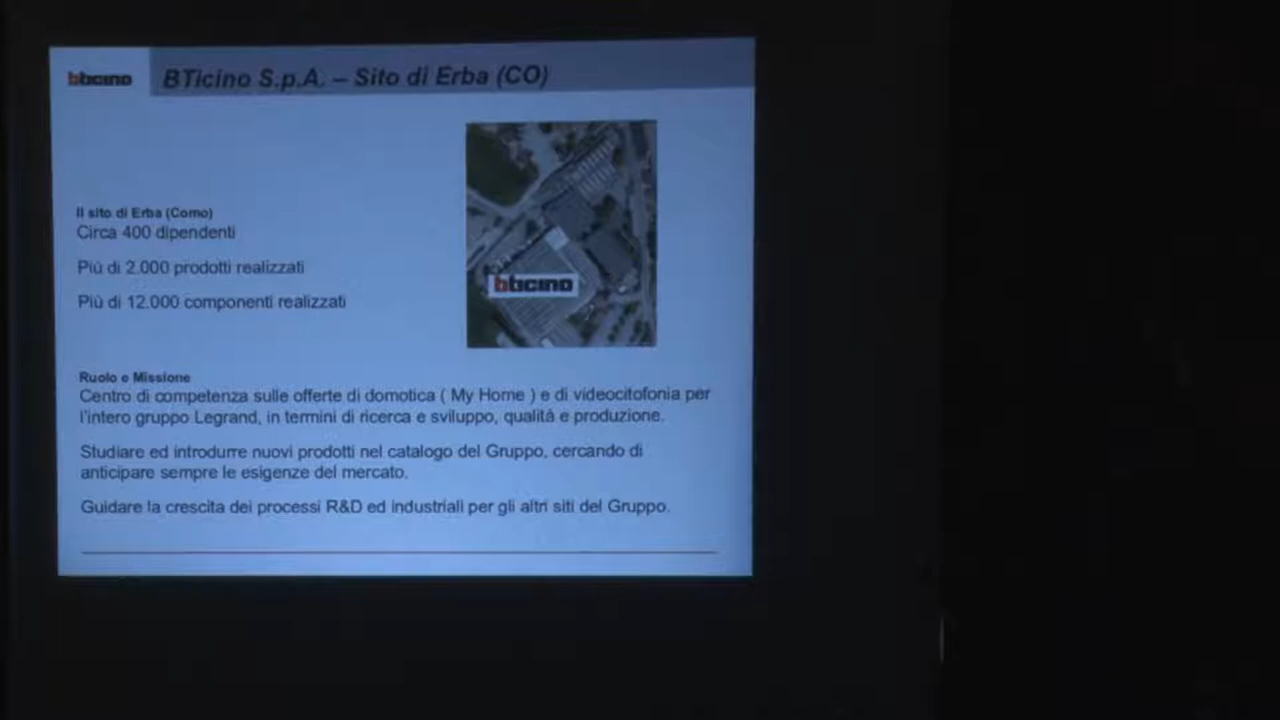 bticino
BTicino S.p.A. – Sito di Erba (CO)
Il sito di Erba (Como)
Circa 400 dipendenti
Più di 2.000 prodotti realizzati
Più di 12.000 componenti realizzati
bticino
Ruolo e Missione
Centro di competenza sulle offerte di domotica ( My Home ) e di videocitofonia per
l'intero gruppo Legrand, in termini di ricerca e sviluppo, qualità e produzione.
Studiare ed introdurre nuovi prodotti nel catalogo del Gruppo, cercando di
anticipare sempre le esigenze del mercato.
Guidare la crescita dei processi R&D ed industriali per gli altri siti del Gruppo.